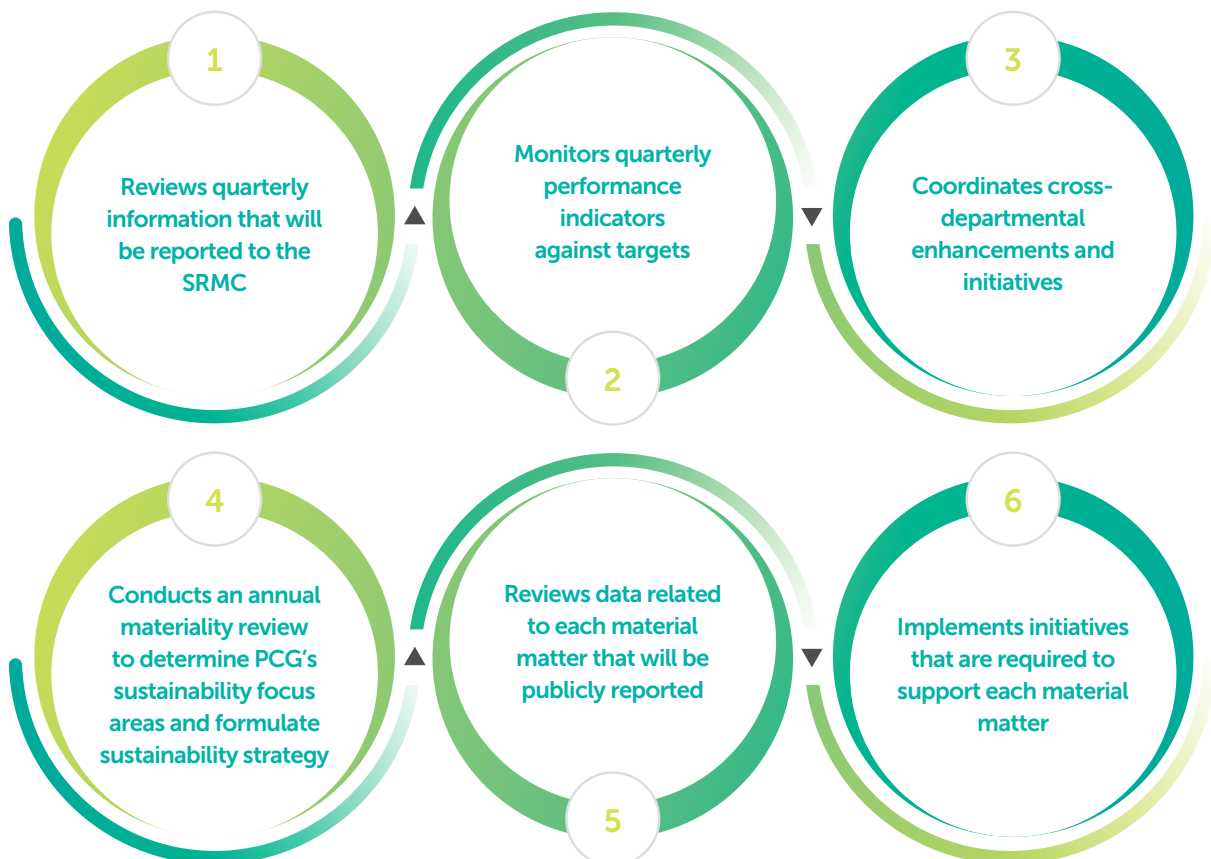 1
Reviews quarterly
information that will
be reported to the
SRMC
Monitors quarterly
performance
indicators
against targets
2
3
Coordinates cross-
departmental
enhancements and
initiatives
4
Conducts an annual
materiality review
to determine PCG's
sustainability focus
areas and formulate
sustainability strategy
Reviews data related
to each material
matter that will be
publicly reported
5
6
Implements initiatives
that are required to
support each material
matter